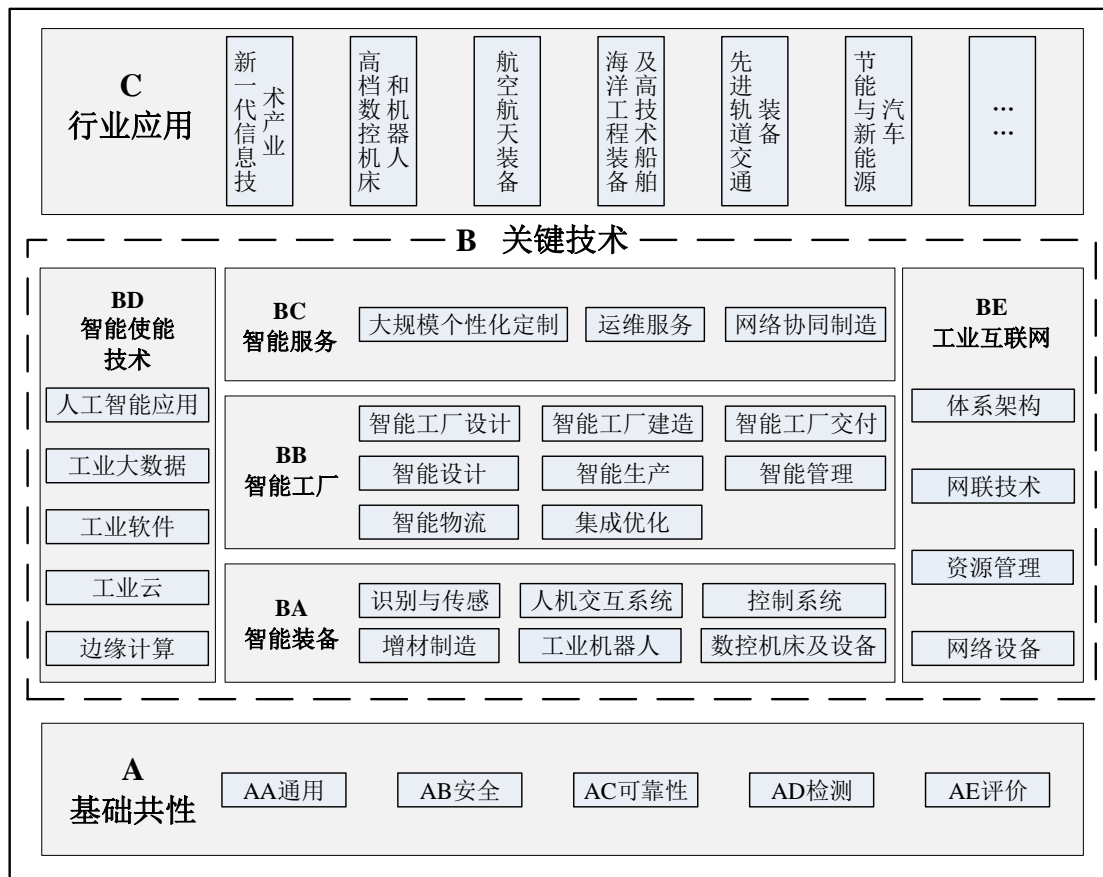 C
行业应用
新一代信息技
术产业
高档数控机床
和机器人
航空航天装备
海洋工程装备
及高技术船舶
先进轨道交通
装备
节能与新能源
汽车
……
B 关键技术
BD
智能使能
技术
人工智能应用
工业大数据
工业软件
工业云
边缘计算
BC
智能服务
大规模个性化定制
运维服务
网络协同制造
BB
智能工厂
智能工厂设计
智能工厂建造
智能工厂交付
智能设计
智能生产
智能管理
智能物流
集成优化
BA
智能装备
识别与传感
人机交互系统
控制系统
增材制造
工业机器人
数控机床及设备
BE
工业互联网
体系架构
网联技术
资源管理
网络设备
A
基础共性
AA通用
AB安全
AC可靠性
AD检测
AE评价